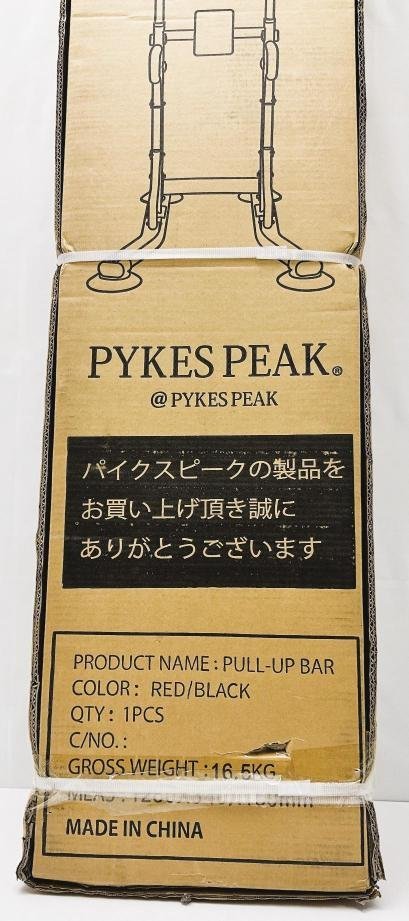 PYKES PEAK®
@PYKES PEAK
パイクスピークの製品を
お買い上げ頂き誠に
ありがとうございます
PRODUCT NAME : PULL-UP BAR
COLOR : RED/BLACK
QTY : 1PCS
C/NO. :
GROSS WEIGHT : 16.5KG
MEAS :
MADE IN CHINA